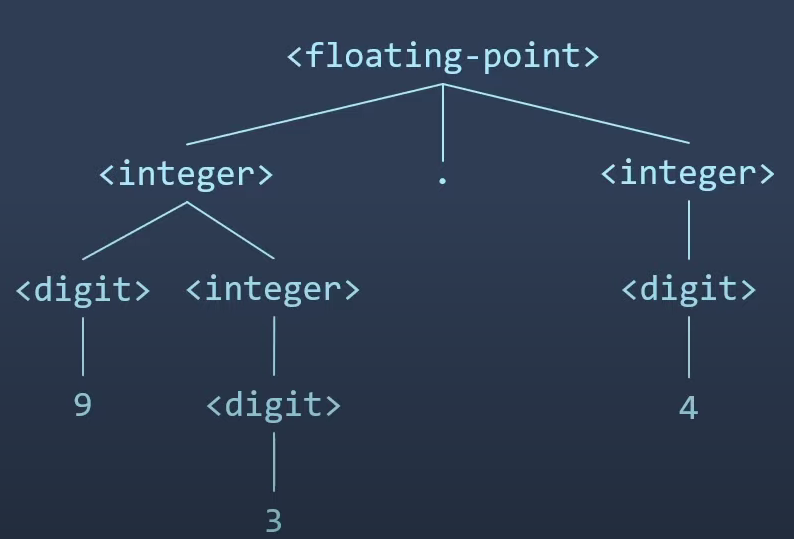 <floating-point>
<integer> . <integer>
<digit> <integer> <digit>
9 <digit> 4
3